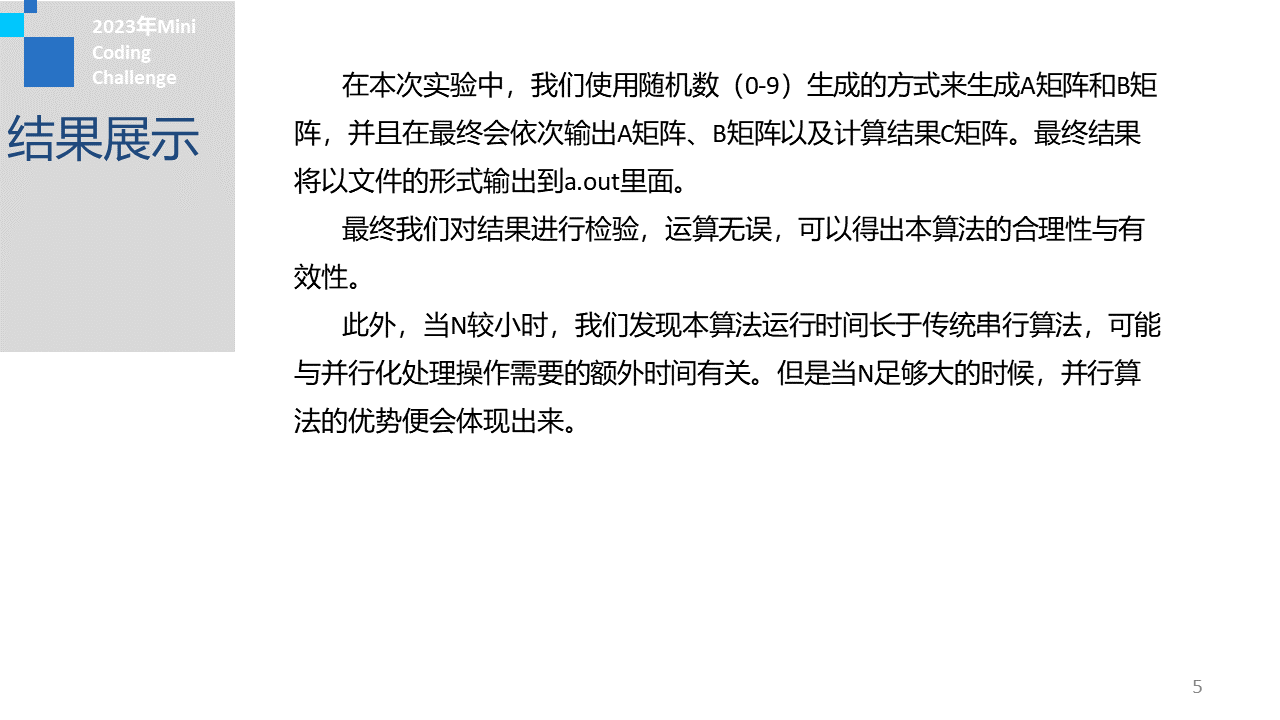 2023年Mini
Coding
Challenge
结果展示
在本次实验中，我们使用随机数（0-9）生成的方式来生成A矩阵和B矩
阵，并且在最终会依次输出A矩阵、B矩阵以及计算结果C矩阵。最终结果
将以文件的形式输出到a.out里面。
最终我们对结果进行检验，运算无误，可以得出本算法的合理性与有
效性。
此外，当N较小时，我们发现本算法运行时间长于传统串行算法，可能
与并行化处理操作需要的额外时间有关。但是当N足够大的时候，并行算
法的优势便会体现出来。
5